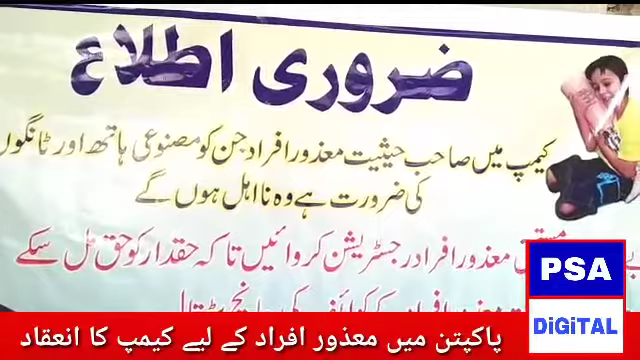 ضروری اطلاع
کیمپ میں صاحب حیثیت معذور افراد جن کو مصنوعی ہاتھ اور ٹانگوں
کی ضرورت ہے وہ نا اہل ہوں گے
معذور افراد رجسٹریشن کروائیں تاکہ حقدار کو حق مل سکے
PSA
DiGiTAL
پاکپتن میں معذور افراد کے لیے کیمپ کا انعقاد